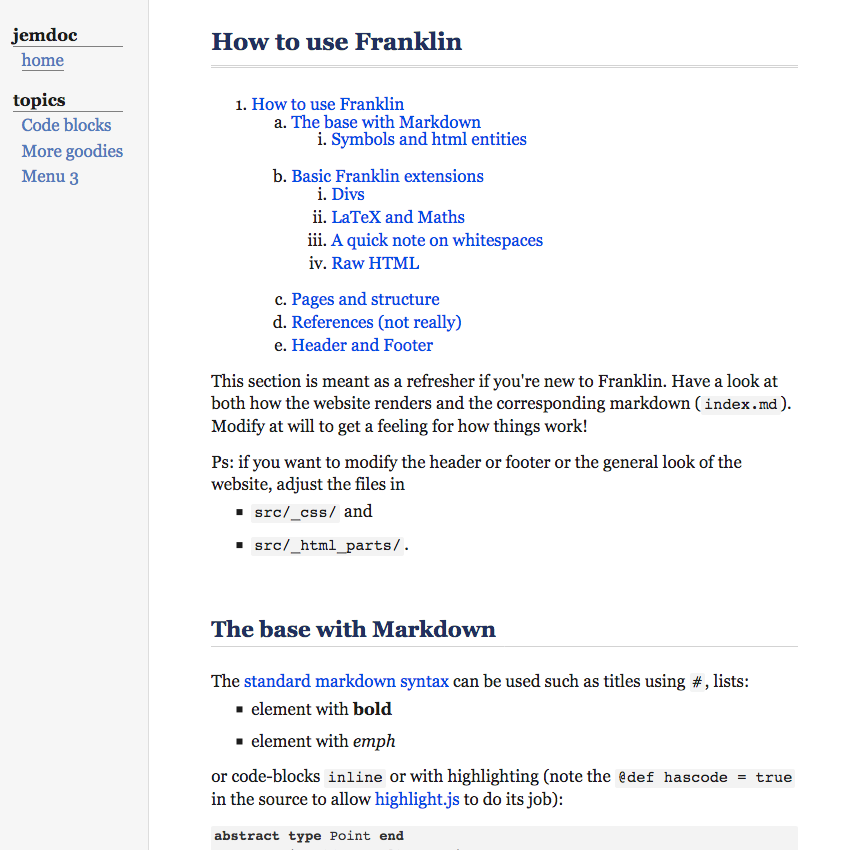 jemdoc
home
topics
Code blocks
More goodies
Menu 3
How to use Franklin
1. How to use Franklin
a. The base with Markdown
i. Symbols and html entities
b. Basic Franklin extensions
i. Divs
ii. LaTeX and Maths
iii. A quick note on whitespaces
iv. Raw HTML
c. Pages and structure
d. References (not really)
e. Header and Footer
This section is meant as a refresher if you're new to Franklin. Have a look at
both how the website renders and the corresponding markdown (index.md).
Modify at will to get a feeling for how things work!
Ps: if you want to modify the header or footer or the general look of the
website, adjust the files in
▪ src/_css/ and
▪ src/_html_parts/.
The base with Markdown
The standard markdown syntax can be used such as titles using #, lists:
▪ element with bold
▪ element with emph
or code-blocks inline or with highlighting (note the @def hascode = true
in the source to allow highlight.js to do its job):
abstract type Point end